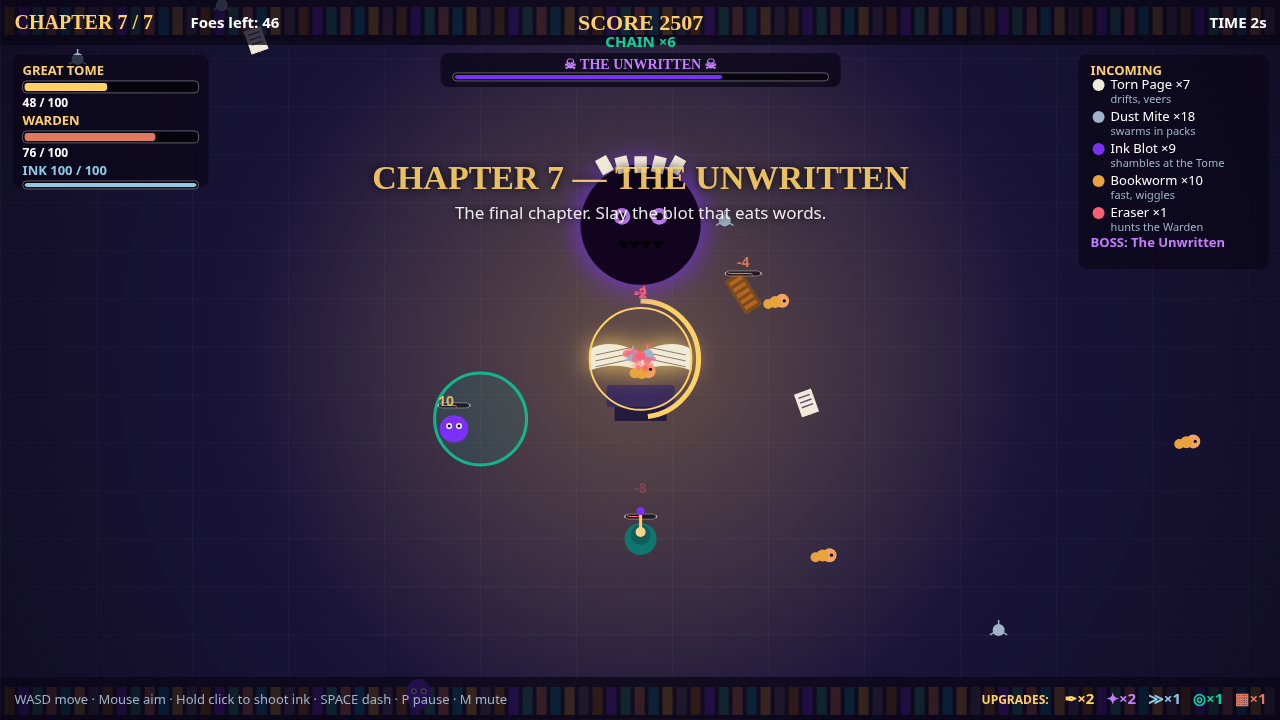 CHAPTER 7 / 7
Foes left: 46
SCORE 2507
TIME 2s
CHAIN ×6
GREAT TOME
48 / 100
WARDEN
76 / 100
INK 100 / 100
☠ THE UNWRITTEN ☠
INCOMING
Torn Page ×7
drifts, veers
Dust Mite ×18
swarms in packs
Ink Blot ×9
shambles at the Tome
Bookworm ×10
fast, wiggles
Eraser ×1
hunts the Warden
BOSS: The Unwritten
CHAPTER 7 — THE UNWRITTEN
The final chapter. Slay the blot that eats words.
-4
10
-8
WASD move · Mouse aim · Hold click to shoot ink · SPACE dash · P pause · M mute
UPGRADES: ✒×2 ✦×2 ≫×1 ◎×1 ▦×1